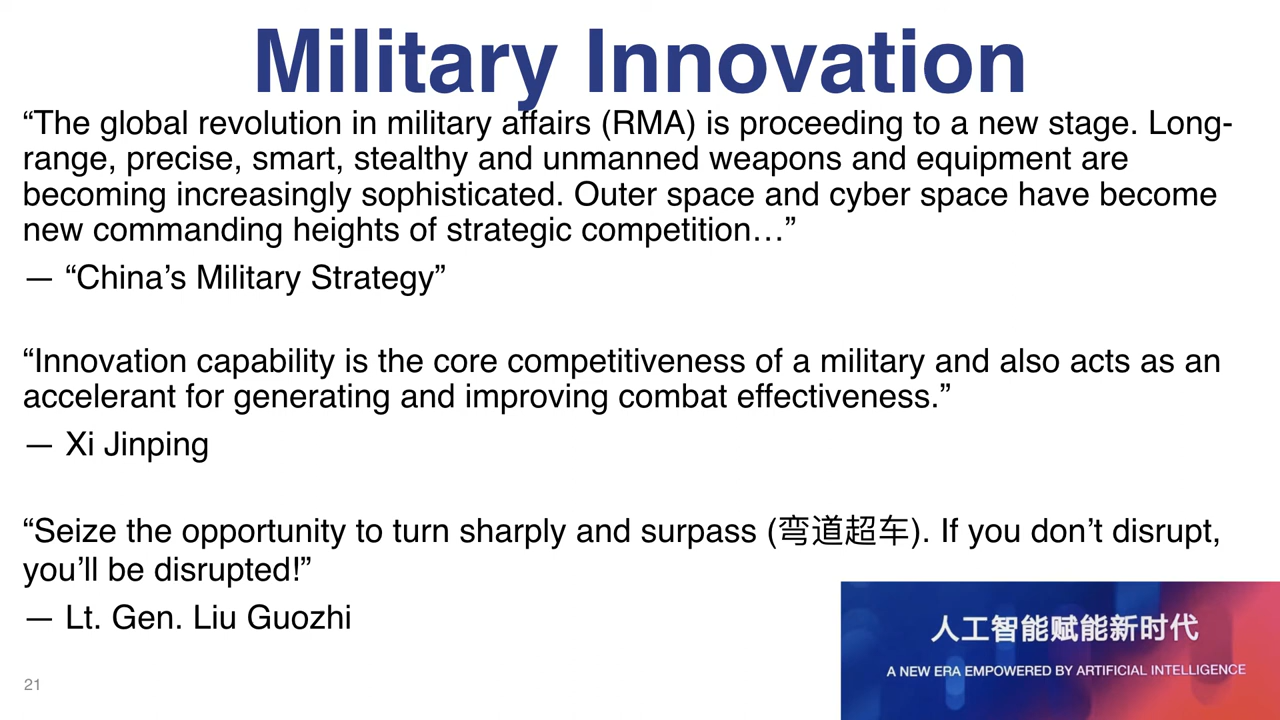 Military Innovation
“The global revolution in military affairs (RMA) is proceeding to a new stage. Long-
range, precise, smart, stealthy and unmanned weapons and equipment are
becoming increasingly sophisticated. Outer space and cyber space have become
new commanding heights of strategic competition…”
— “China’s Military Strategy”
“Innovation capability is the core competitiveness of a military and also acts as an
accelerant for generating and improving combat effectiveness.”
— Xi Jinping
“Seize the opportunity to turn sharply and surpass (弯道超车). If you don’t disrupt,
you’ll be disrupted!”
— Lt. Gen. Liu Guozhi
人工智能赋能新时代
A NEW ERA EMPOWERED BY ARTIFICIAL INTELLIGENCE
21